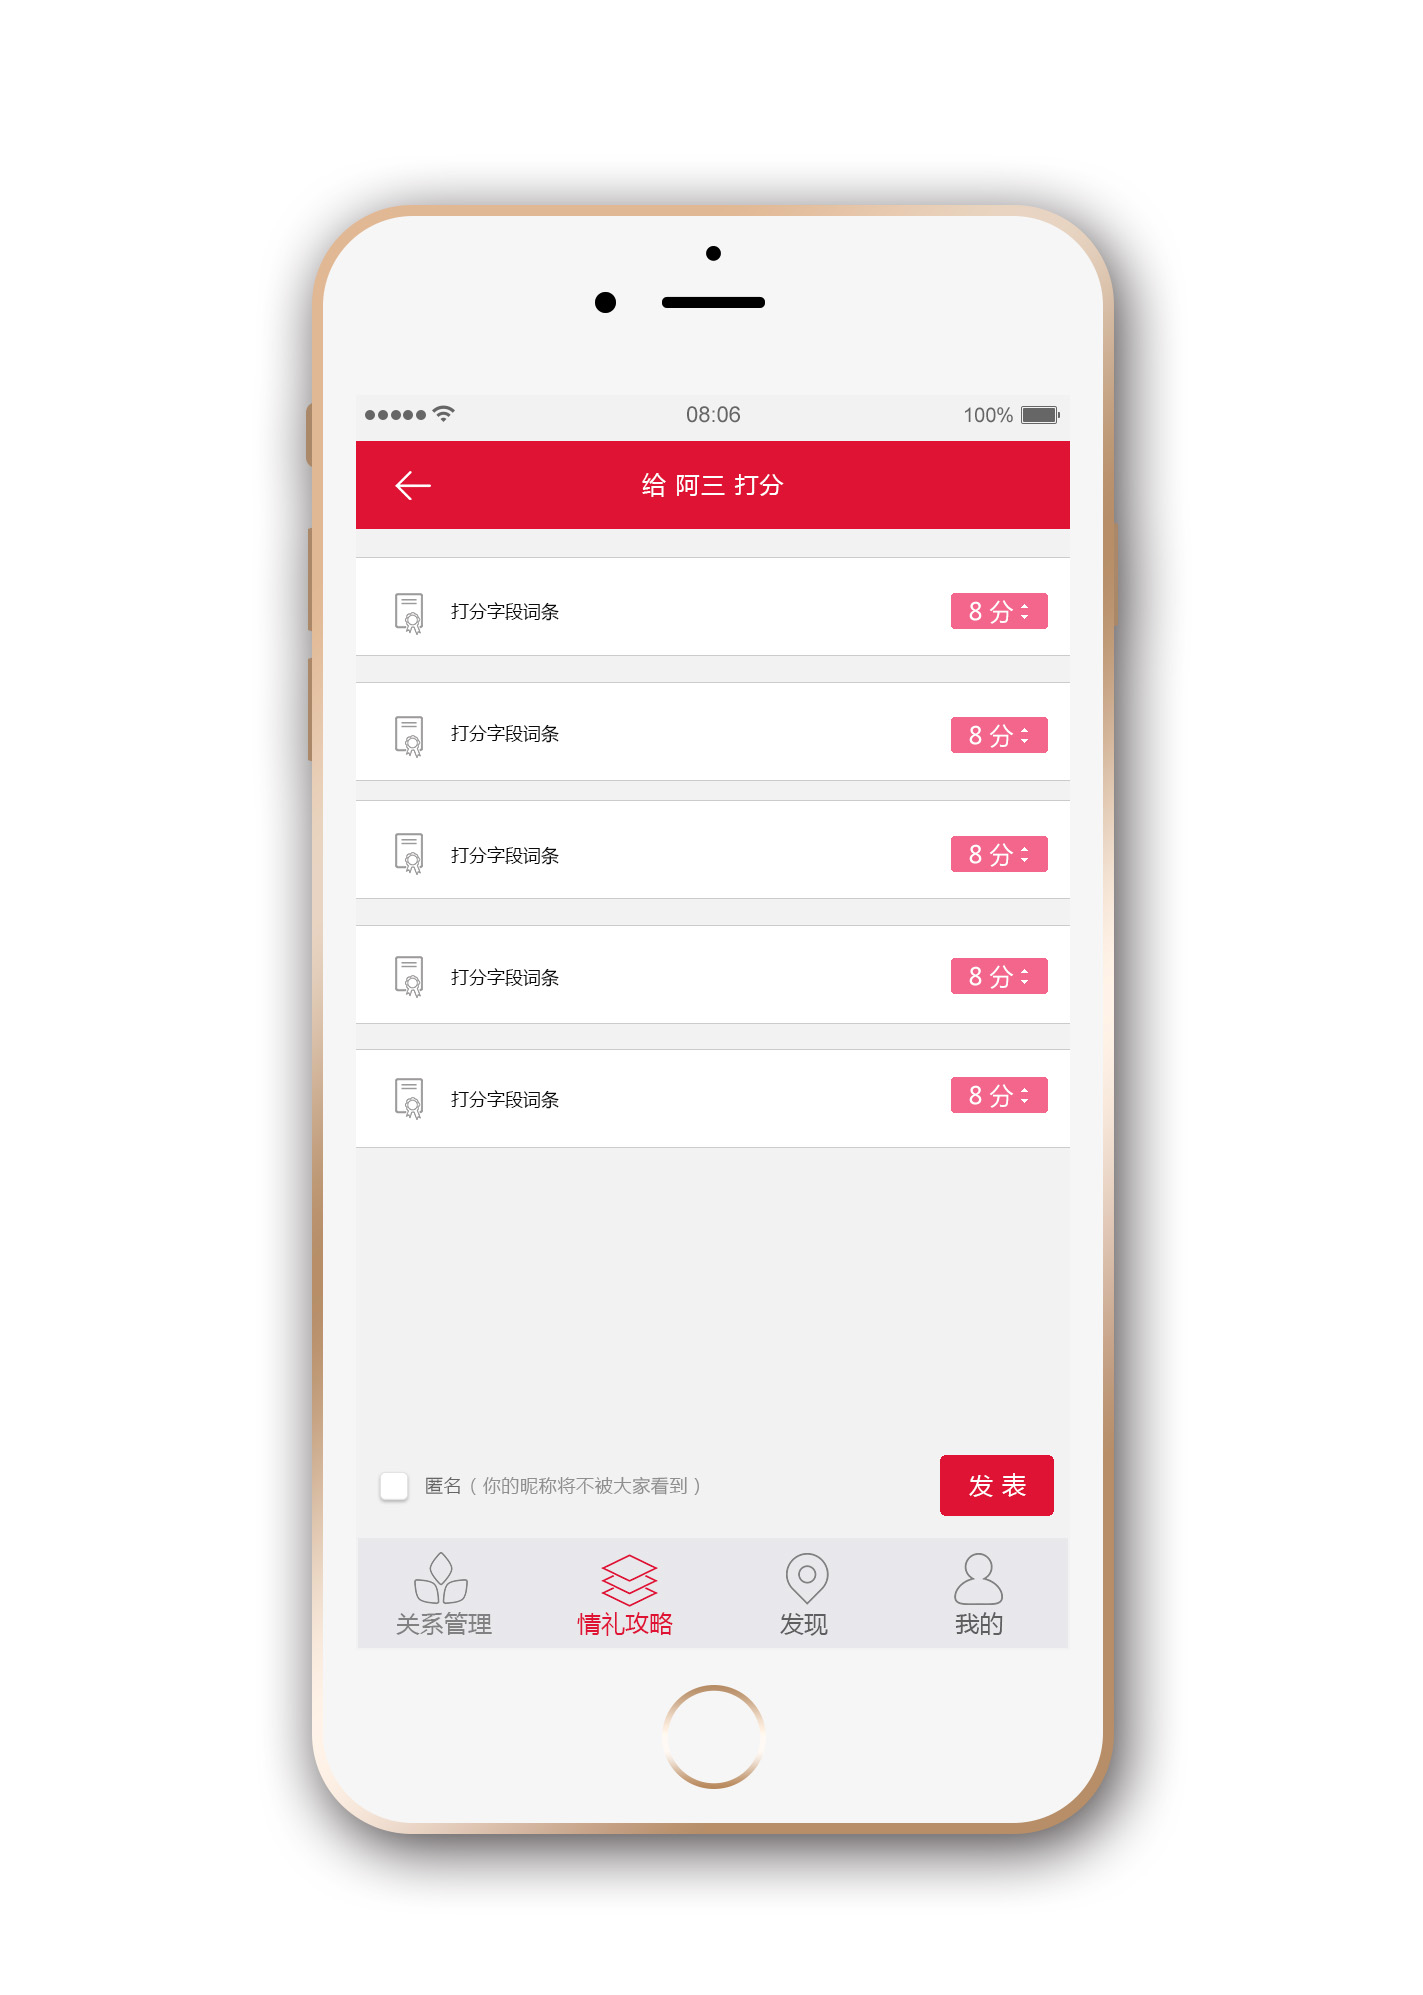 08:06
100%
给 阿三 打分
打分字段词条
8 分
打分字段词条
8 分
打分字段词条
8 分
打分字段词条
8 分
打分字段词条
8 分
匿名（你的昵称将不被大家看到）
发 表
关系管理
情礼攻略
发现
我的